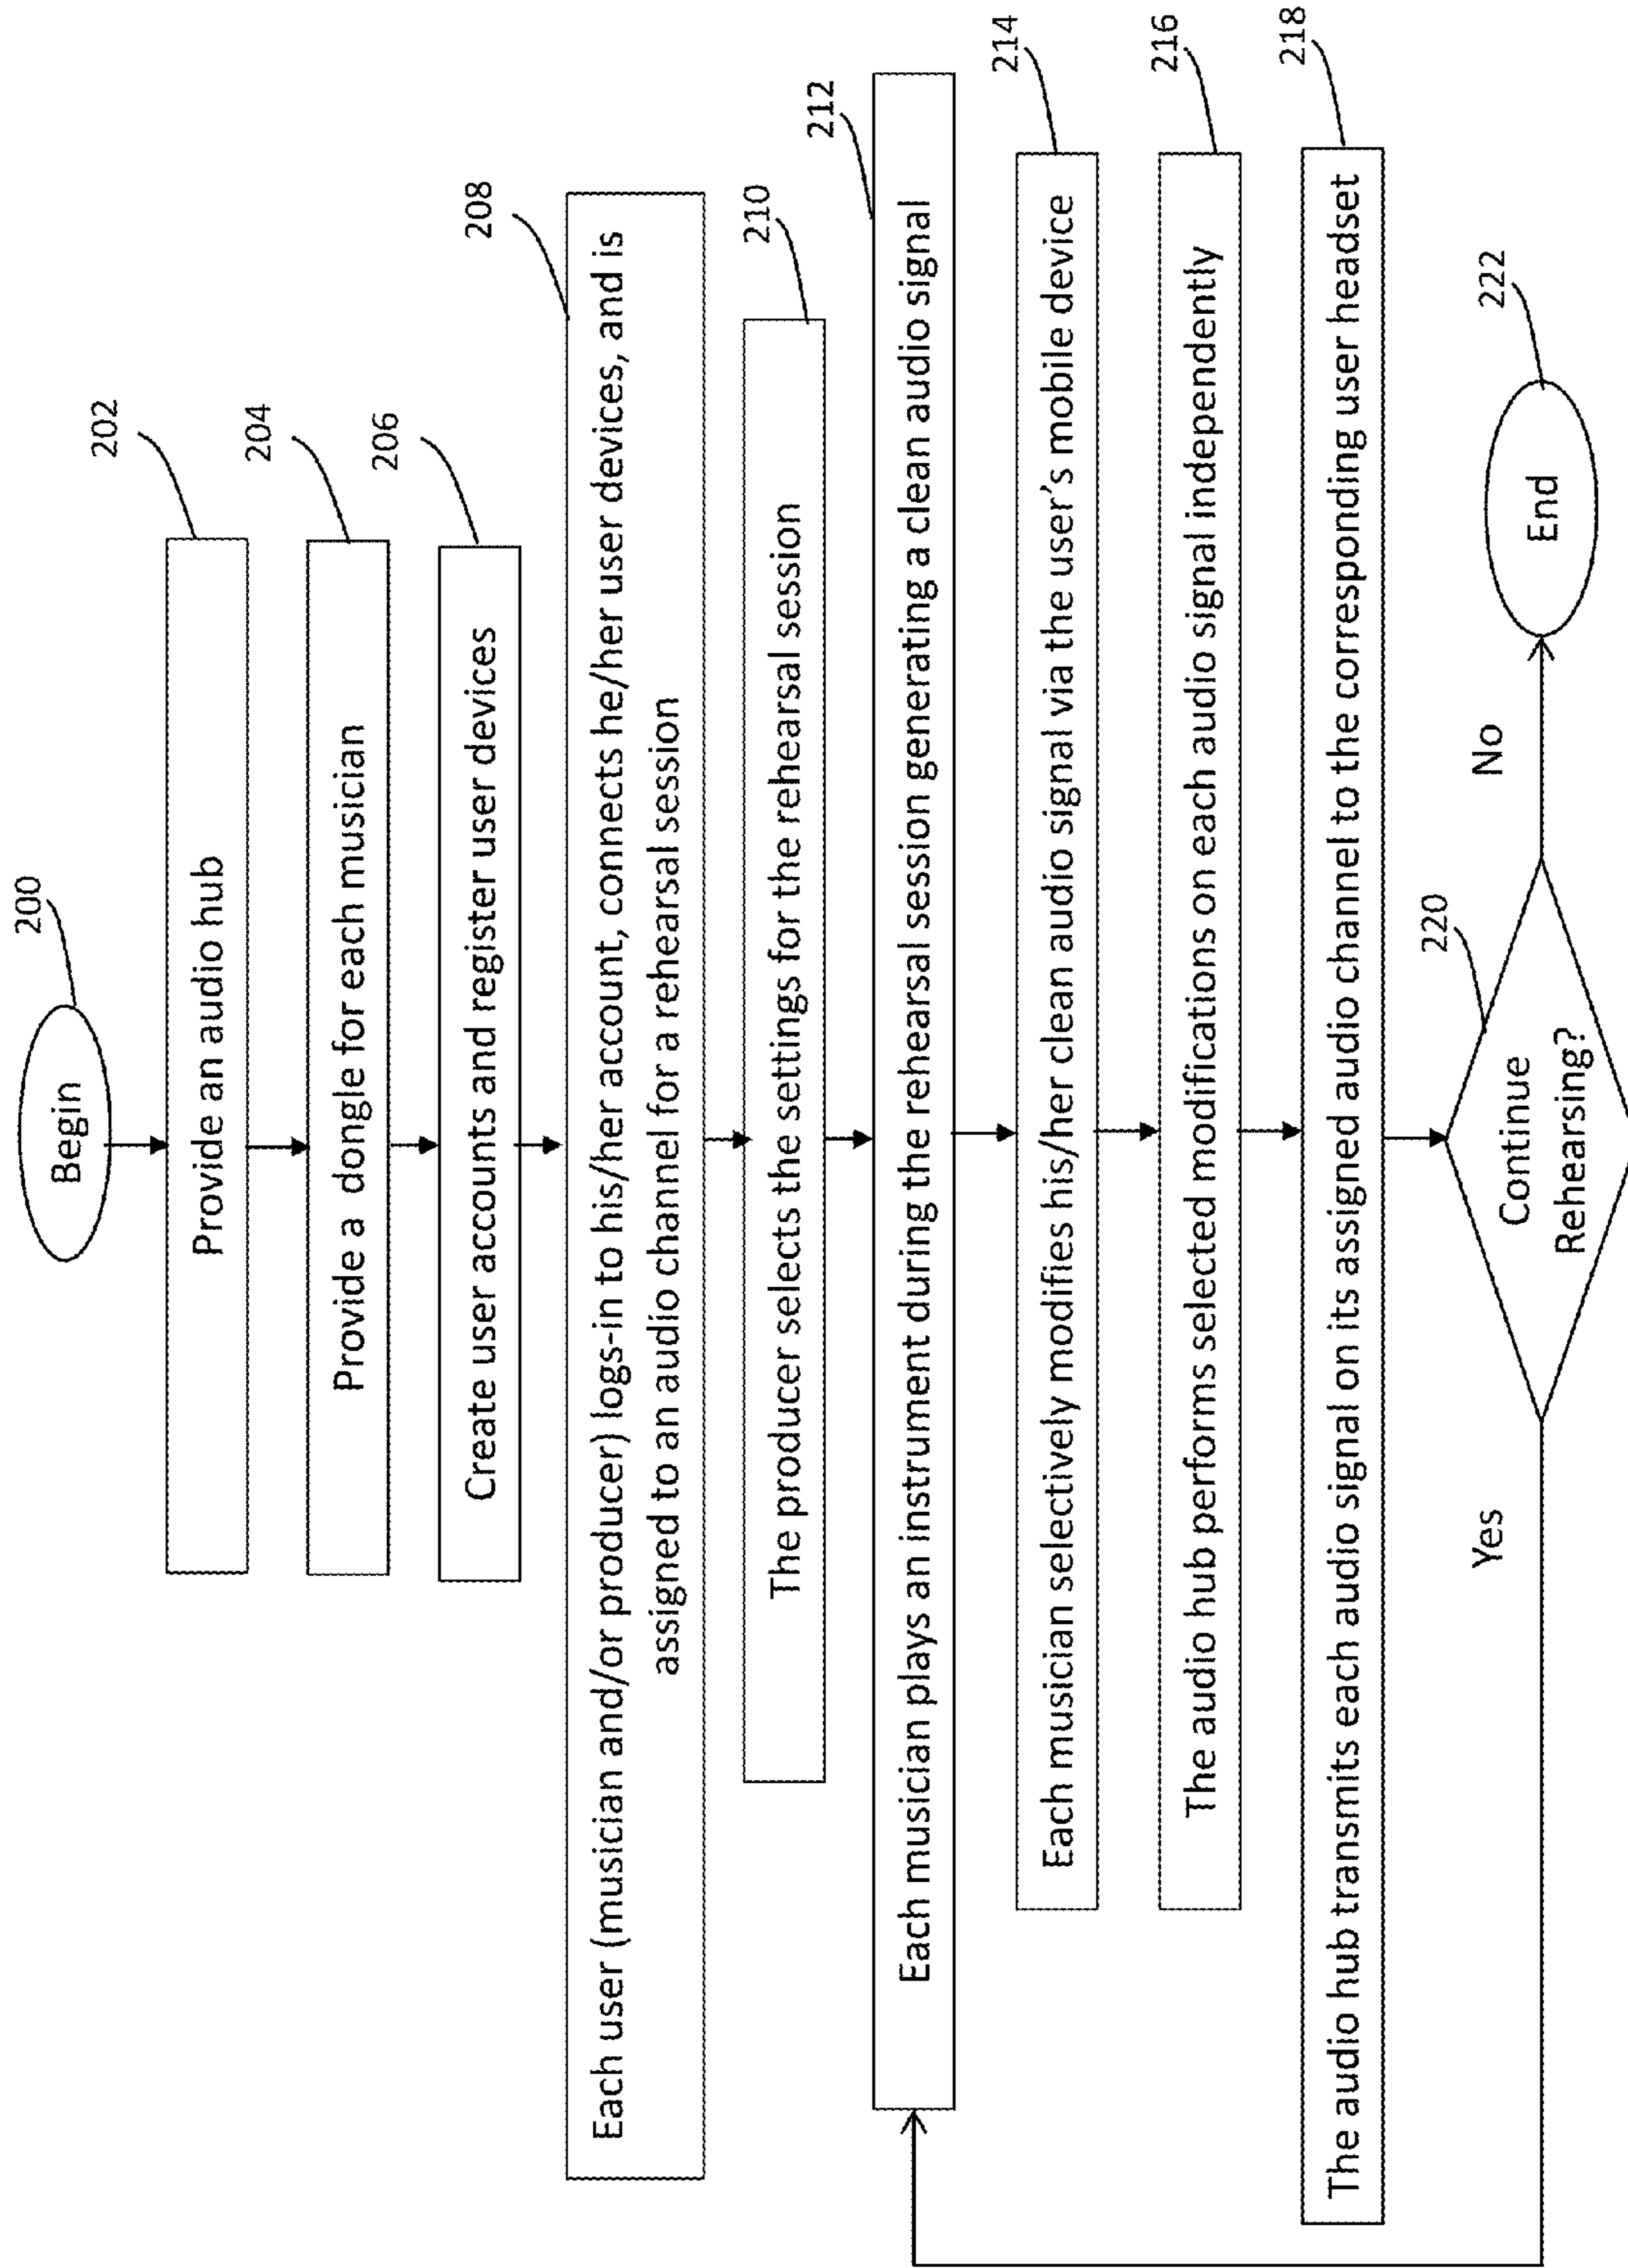 200
Begin
202
Provide an audio hub
204
Provide a dongle for each musician
206
Create user accounts and register user devices
208
Each user (musician and/or producer) logs-in to his/her account, connects he/her user devices, and is
assigned to an audio channel for a rehearsal session
210
The producer selects the settings for the rehearsal session
212
Each musician plays an instrument during the rehearsal session generating a clean audio signal
214
Each musician selectively modifies his/her clean audio signal via the user's mobile device
216
The audio hub performs selected modifications on each audio signal independently
218
The audio hub transmits each audio signal on its assigned audio channel to the corresponding user headset
220
Continue
Rehearsing?
Yes
No
222
End